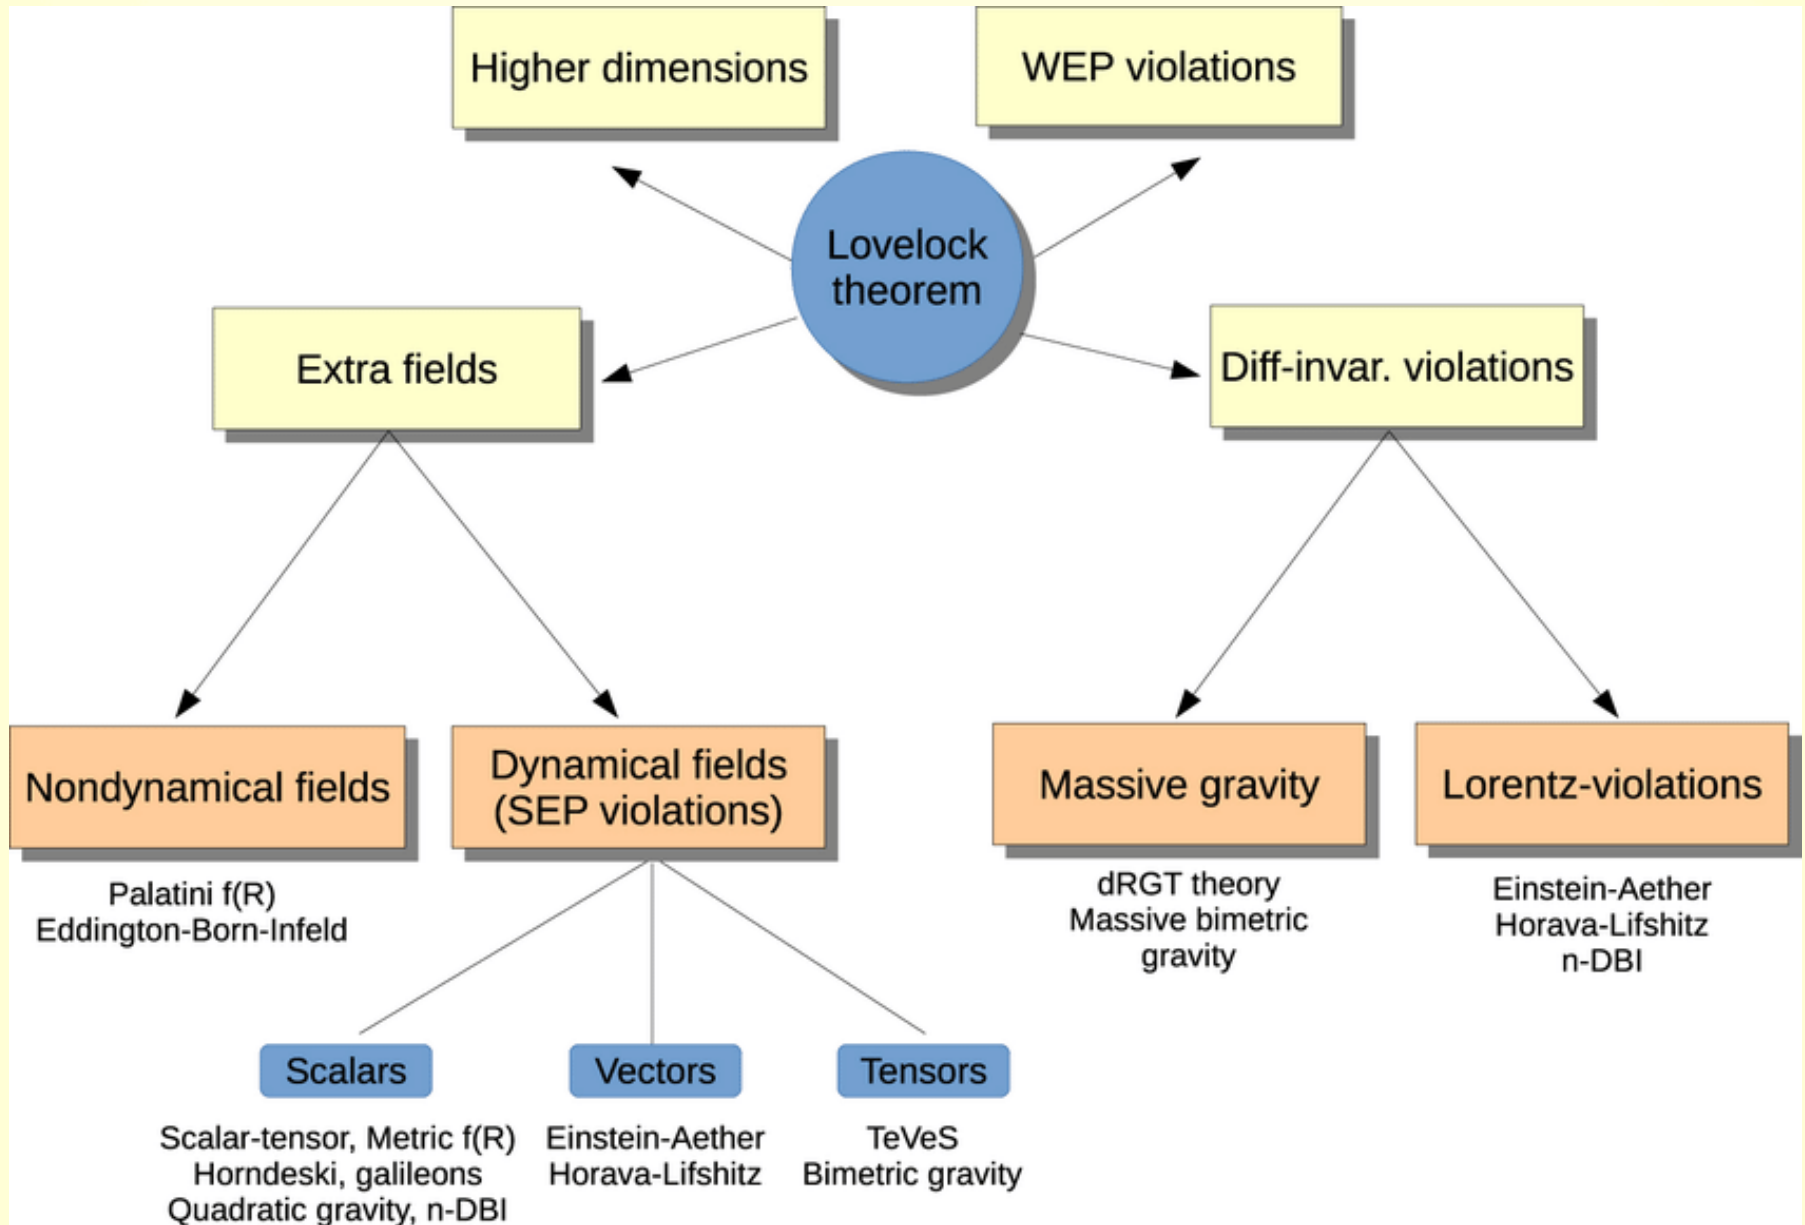 Higher dimensions
WEP violations
Lovelock
theorem
Extra fields
Diff-invar. violations
Nondynamical fields
Dynamical fields
(SEP violations)
Massive gravity
Lorentz-violations
Palatini f(R)
Eddington-Born-Infeld
dRGT theory
Massive bimetric
gravity
Einstein-Aether
Horava-Lifshitz
n-DBI
Scalars
Vectors
Tensors
Scalar-tensor, Metric f(R)
Horndeski, galileons
Quadratic gravity, n-DBI
Einstein-Aether
Horava-Lifshitz
TeVeS
Bimetric gravity